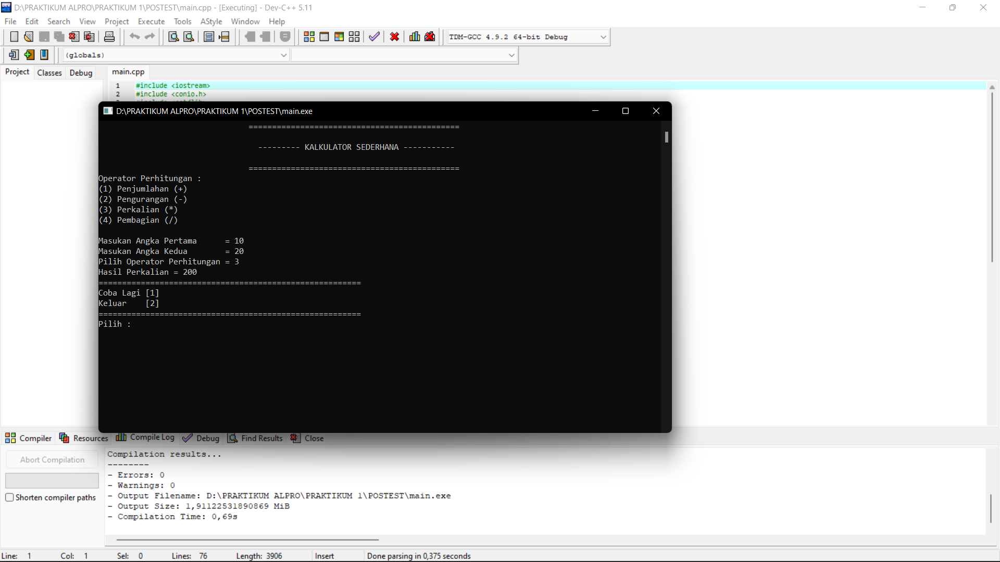 D:\PRAKTIKUM ALPRO\PRAKTIKUM 1\POSTEST\main.cpp - [Executing] - Dev-C++ 5.11
File Edit Search View Project Execute Tools AStyle Window Help
TDM-GCC 4.9.2 64-bit Debug
(globals)
Project Classes Debug main.cpp
1 #include <iostream>
2 #include <conio.h>
D:\PRAKTIKUM ALPRO\PRAKTIKUM 1\POSTEST\main.exe
=============================================
--------- KALKULATOR SEDERHANA -----------
=============================================
Operator Perhitungan :
(1) Penjumlahan (+)
(2) Pengurangan (-)
(3) Perkalian (*)
(4) Pembagian (/)
Masukan Angka Pertama = 10
Masukan Angka Kedua = 20
Pilih Operator Perhitungan = 3
Hasil Perkalian = 200
========================================================
Coba Lagi [1]
Keluar [2]
========================================================
Pilih :
Compiler Resources Compile Log Debug Find Results Close
Abort Compilation
Shorten compiler paths
Compilation results...
--------
- Errors: 0
- Warnings: 0
- Output Filename: D:\PRAKTIKUM ALPRO\PRAKTIKUM 1\POSTEST\main.exe
- Output Size: 1,91122531890869 MiB
- Compilation Time: 0,69s
Line: 1 Col: 1 Sel: 0 Lines: 76 Length: 3906 Insert Done parsing in 0,375 seconds